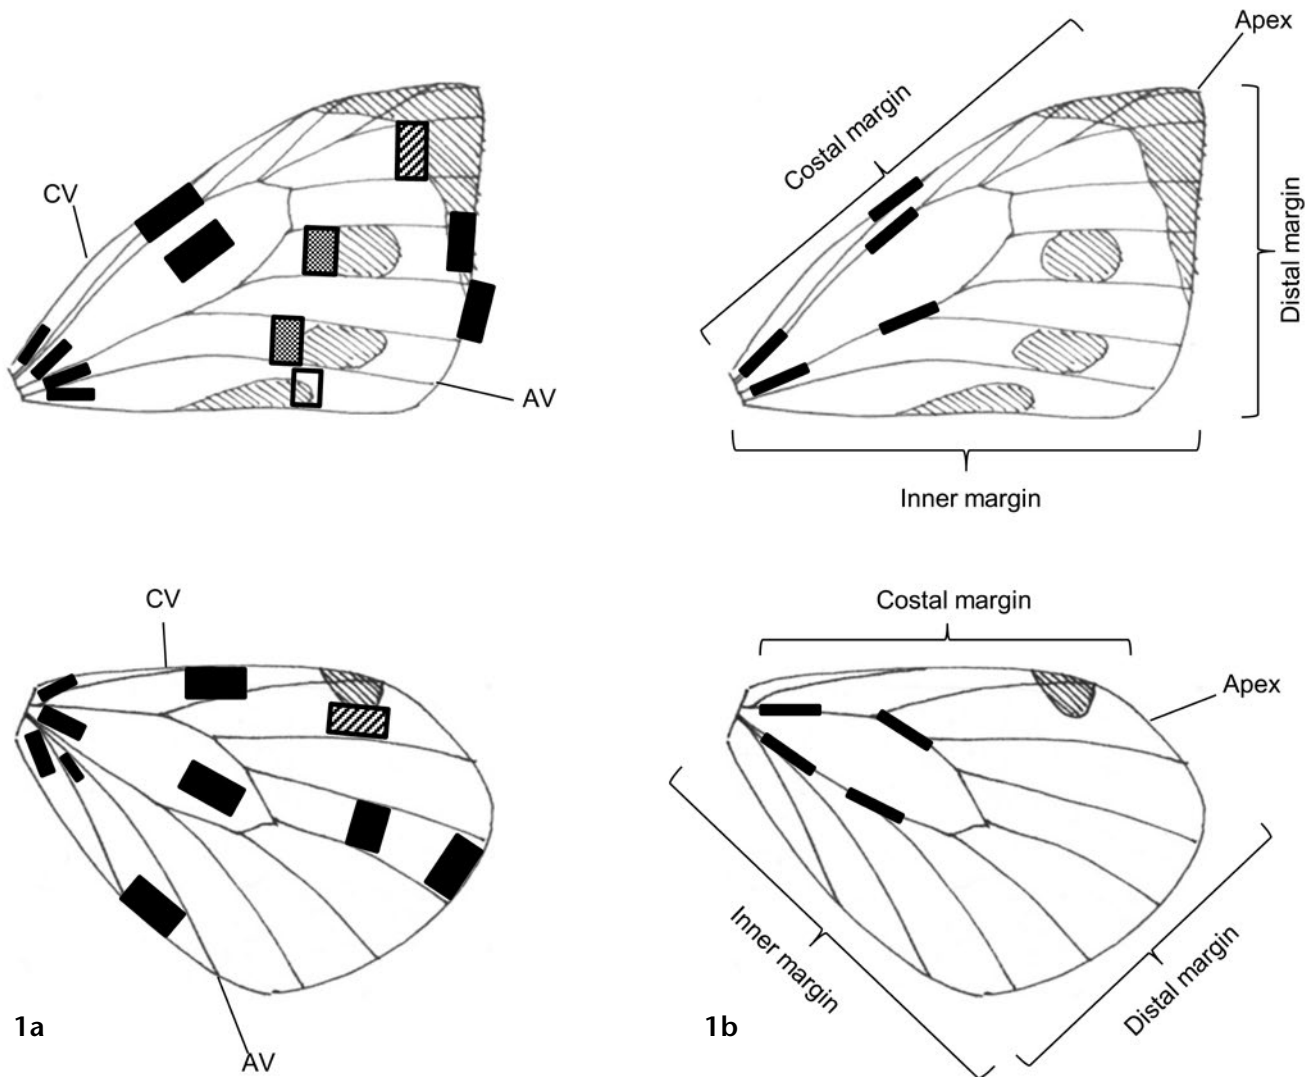 CV
AV
Apex
Costal margin
Distal margin
Inner margin
CV
AV
1a
Costal margin
Apex
Inner margin
Distal margin
1b